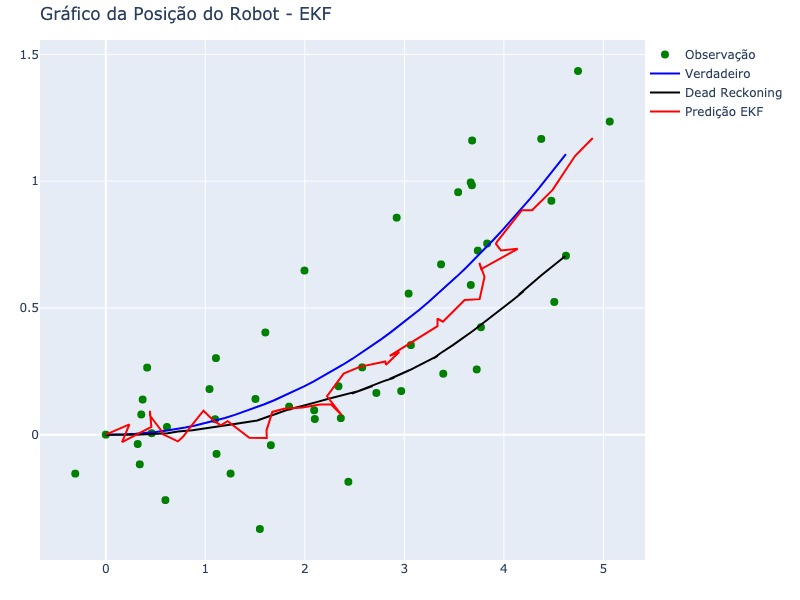 Gráfico da Posição do Robot - EKF
Observação
Verdadeiro
Dead Reckoning
Predição EKF
1.5
1
0.5
0
0 1 2 3 4 5